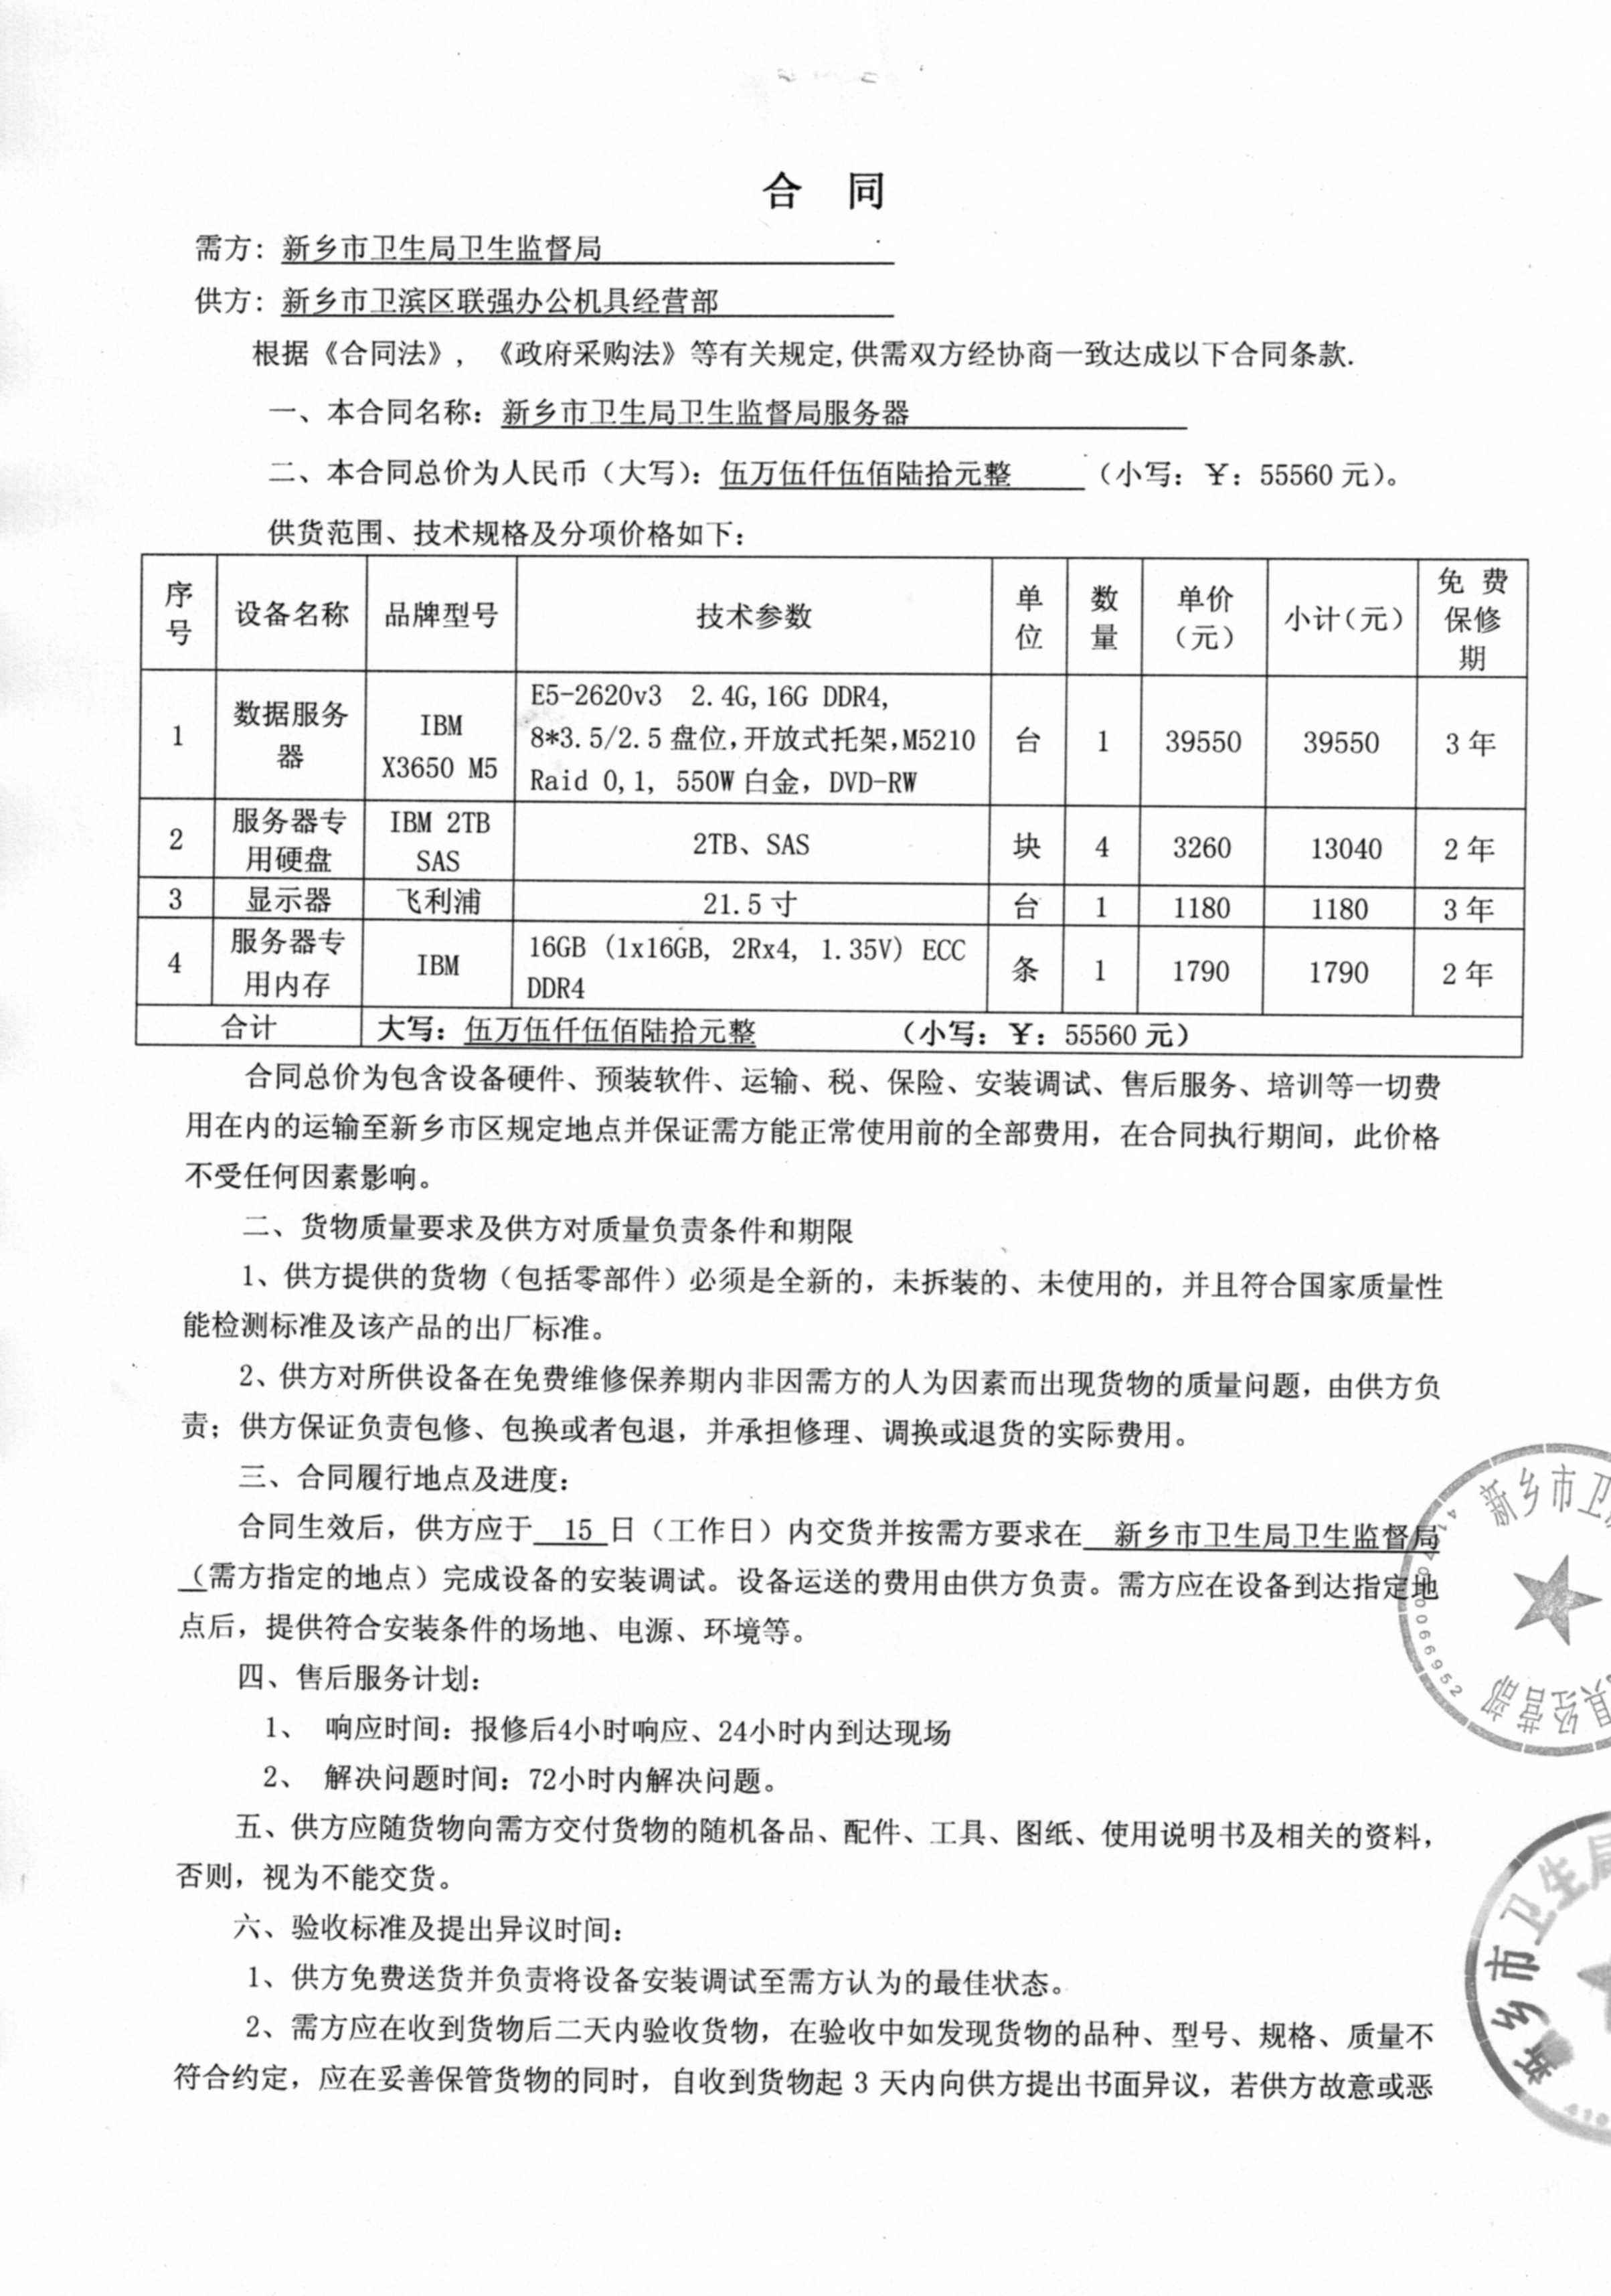 合 同
需方：新乡市卫生局卫生监督局
供方：新乡市卫滨区联强办公机具经营部
根据《合同法》，《政府采购法》等有关规定,供需双方经协商一致达成以下合同条款.
一、本合同名称：新乡市卫生局卫生监督局服务器
二、本合同总价为人民币（大写）：伍万伍仟伍佰陆拾元整 （小写：￥：55560 元）。
供货范围、技术规格及分项价格如下：
序号 设备名称 品牌型号 技术参数 单位 数量 单价（元） 小计（元） 免费保修期
1 数据服务器 IBM X3650 M5 E5-2620v3 2.4G,16G DDR4, 8*3.5/2.5 盘位,开放式托架,M5210 Raid 0,1, 550W 白金，DVD-RW 台 1 39550 39550 3 年
2 服务器专用硬盘 IBM 2TB SAS 2TB、SAS 块 4 3260 13040 2 年
3 显示器 飞利浦 21.5 寸 台 1 1180 1180 3 年
4 服务器专用内存 IBM 16GB (1x16GB, 2Rx4, 1.35V) ECC DDR4 条 1 1790 1790 2 年
合计 大写：伍万伍仟伍佰陆拾元整 （小写：￥：55560 元）
合同总价为包含设备硬件、预装软件、运输、税、保险、安装调试、售后服务、培训等一切费
用在内的运输至新乡市区规定地点并保证需方能正常使用前的全部费用，在合同执行期间，此价格
不受任何因素影响。
二、货物质量要求及供方对质量负责条件和期限
1、供方提供的货物（包括零部件）必须是全新的，未拆装的、未使用的，并且符合国家质量性
能检测标准及该产品的出厂标准。
2、供方对所供设备在免费维修保养期内非因需方的人为因素而出现货物的质量问题，由供方负
责；供方保证负责包修、包换或者包退，并承担修理、调换或退货的实际费用。
三、合同履行地点及进度：
合同生效后，供方应于 15 日（工作日）内交货并按需方要求在 新乡市卫生局卫生监督局
（需方指定的地点）完成设备的安装调试。设备运送的费用由供方负责。需方应在设备到达指定地
点后，提供符合安装条件的场地、电源、环境等。
四、售后服务计划：
1、 响应时间：报修后4小时响应、24小时内到达现场
2、 解决问题时间：72小时内解决问题。
五、供方应随货物向需方交付货物的随机备品、配件、工具、图纸、使用说明书及相关的资料，
否则，视为不能交货。
六、验收标准及提出异议时间：
1、供方免费送货并负责将设备安装调试至需方认为的最佳状态。
2、需方应在收到货物后二天内验收货物，在验收中如发现货物的品种、型号、规格、质量不
符合约定，应在妥善保管货物的同时，自收到货物起 3 天内向供方提出书面异议，若供方故意或恶
新乡市卫
经营部
新乡市卫生局